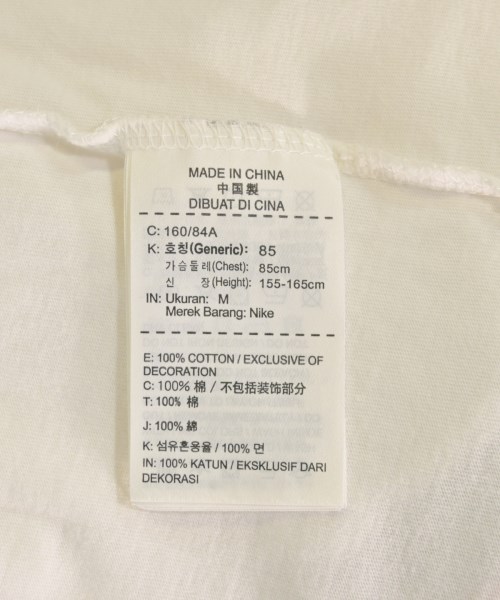 MADE IN CHINA
中国製
DIBUAT DI CINA
C: 160/84A
K: 호칭(Generic): 85
가슴둘레(Chest): 85cm
신 장(Height): 155-165cm
IN: Ukuran: M
Merek Barang: Nike
E: 100% COTTON / EXCLUSIVE OF
DECORATION
C: 100% 棉 / 不包括装饰部分
T: 100% 棉
J: 100% 綿
K: 섬유혼용율 / 100% 면
IN: 100% KATUN / EKSKLUSIF DARI
DEKORASI